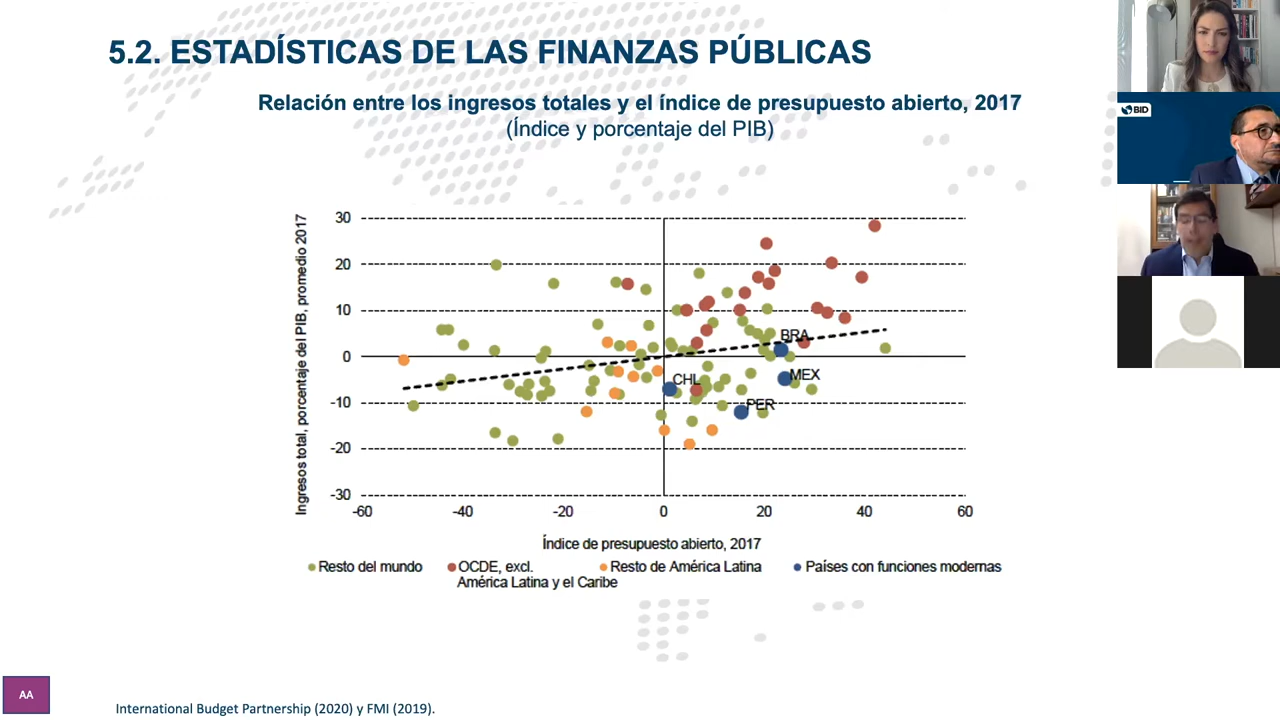 5.2. ESTADÍSTICAS DE LAS FINANZAS PÚBLICAS
Relación entre los ingresos totales y el índice de presupuesto abierto, 2017
(Índice y porcentaje del PIB)
BID
Ingresos total, porcentaje del PIB, promedio 2017
30
20
10
0
-10
-20
-30
BRA
MEX
CHL
PER
-60
-40
-20
0
20
40
60
Índice de presupuesto abierto, 2017
Resto del mundo
OCDE, excl.
América Latina y el Caribe
Resto de América Latina
Países con funciones modernas
AA
International Budget Partnership (2020) y FMI (2019).